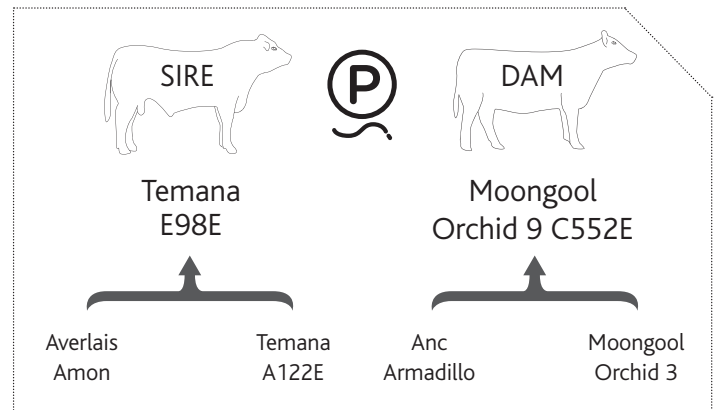 SIRE
P
DAM
Temana
E98E
Moongool
Orchid 9 C552E
Averlais
Amon
Temana
A122E
Anc
Armadillo
Moongool
Orchid 3